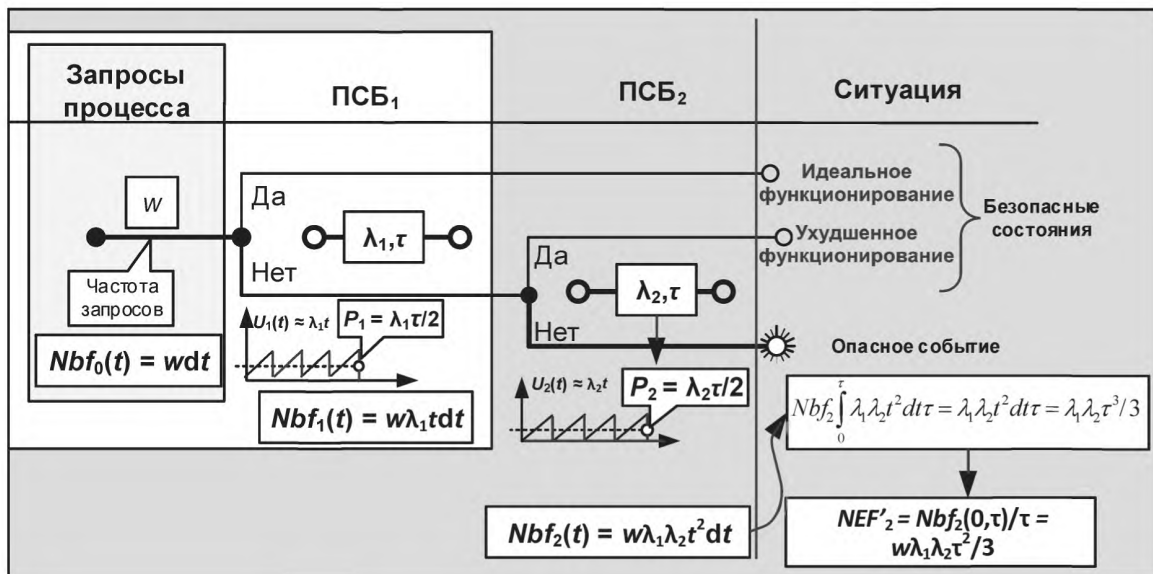 Запросы
процесса
ПСБ₁
ПСБ₂
Ситуация
w
Да
λ₁,τ
Нет
Частота
запросов
Nbf₀(t) = wdt
U₁(t) ≈ λ₁t
P₁ = λ₁τ/2
Nbf₁(t) = wλ₁tdt
Да
λ₂,τ
Нет
U₂(t) ≈ λ₂t
P₂ = λ₂τ/2
Nbf₂(t) = wλ₁λ₂t²dt
Идеальное
функционирование
Ухудшенное
функционирование
Безопасные
состояния
Опасное событие
Nbf₂∫₀^τ λ₁λ₂t²dtτ = λ₁λ₂t²dtτ = λ₁λ₂τ³/3
NEF'₂ = Nbf₂(0,τ)/τ =
wλ₁λ₂τ²/3